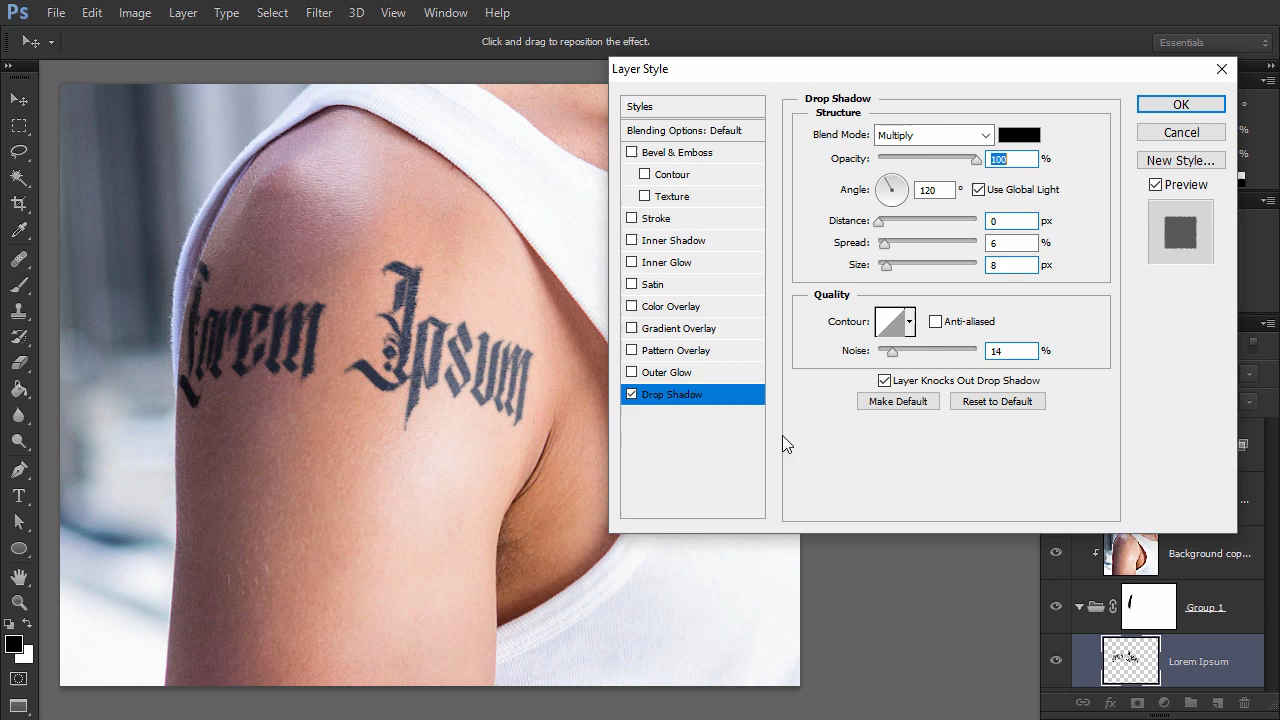 Ps File Edit Image Layer Type Select Filter 3D View Window Help
Click and drag to reposition the effect.
Essentials
Layer Style
Styles
Blending Options: Default
Bevel & Emboss
Contour
Texture
Stroke
Inner Shadow
Inner Glow
Satin
Color Overlay
Gradient Overlay
Pattern Overlay
Outer Glow
Drop Shadow
Drop Shadow
Structure
Blend Mode: Multiply
Opacity: 100 %
Angle: 120 ° Use Global Light
Distance: 0 px
Spread: 6 %
Size: 8 px
Quality
Contour: Anti-aliased
Noise: 14 %
Layer Knocks Out Drop Shadow
Make Default Reset to Default
OK
Cancel
New Style...
Preview
°
%
%
Lorem Ipsum
...
Background cop...
Group 1
Lorem Ipsum
fx